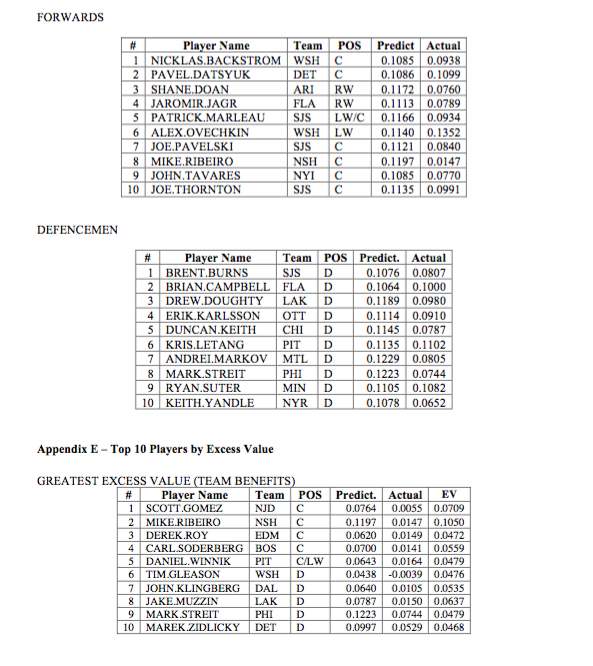 FORWARDS
# Player Name Team POS Predict Actual
1 NICKLAS.BACKSTROM WSH C 0.1085 0.0938
2 PAVEL.DATSYUK DET C 0.1086 0.1099
3 SHANE.DOAN ARI RW 0.1172 0.0760
4 JAROMIR.JAGR FLA RW 0.1113 0.0789
5 PATRICK.MARLEAU SJS LW/C 0.1166 0.0934
6 ALEX.OVECHKIN WSH LW 0.1140 0.1352
7 JOE.PAVELSKI SJS C 0.1121 0.0840
8 MIKE.RIBEIRO NSH C 0.1197 0.0147
9 JOHN.TAVARES NYI C 0.1085 0.0770
10 JOE.THORNTON SJS C 0.1135 0.0991
DEFENCEMEN
# Player Name Team POS Predict. Actual
1 BRENT.BURNS SJS D 0.1076 0.0807
2 BRIAN.CAMPBELL FLA D 0.1064 0.1000
3 DREW.DOUGHTY LAK D 0.1189 0.0980
4 ERIK.KARLSSON OTT D 0.1114 0.0910
5 DUNCAN.KEITH CHI D 0.1145 0.0787
6 KRIS.LETANG PIT D 0.1135 0.1102
7 ANDREI.MARKOV MTL D 0.1229 0.0805
8 MARK.STREIT PHI D 0.1223 0.0744
9 RYAN.SUTER MIN D 0.1105 0.1082
10 KEITH.YANDLE NYR D 0.1078 0.0652
Appendix E – Top 10 Players by Excess Value
GREATEST EXCESS VALUE (TEAM BENEFITS)
# Player Name Team POS Predict. Actual EV
1 SCOTT.GOMEZ NJD C 0.0764 0.0055 0.0709
2 MIKE.RIBEIRO NSH C 0.1197 0.0147 0.1050
3 DEREK.ROY EDM C 0.0620 0.0149 0.0472
4 CARL.SODERBERG BOS C 0.0700 0.0141 0.0559
5 DANIEL.WINNIK PIT C/LW 0.0643 0.0164 0.0479
6 TIM.GLEASON WSH D 0.0438 -0.0039 0.0476
7 JOHN.KLINGBERG DAL D 0.0640 0.0105 0.0535
8 JAKE.MUZZIN LAK D 0.0787 0.0150 0.0637
9 MARK.STREIT PHI D 0.1223 0.0744 0.0479
10 MAREK.ZIDLICKY DET D 0.0997 0.0529 0.0468